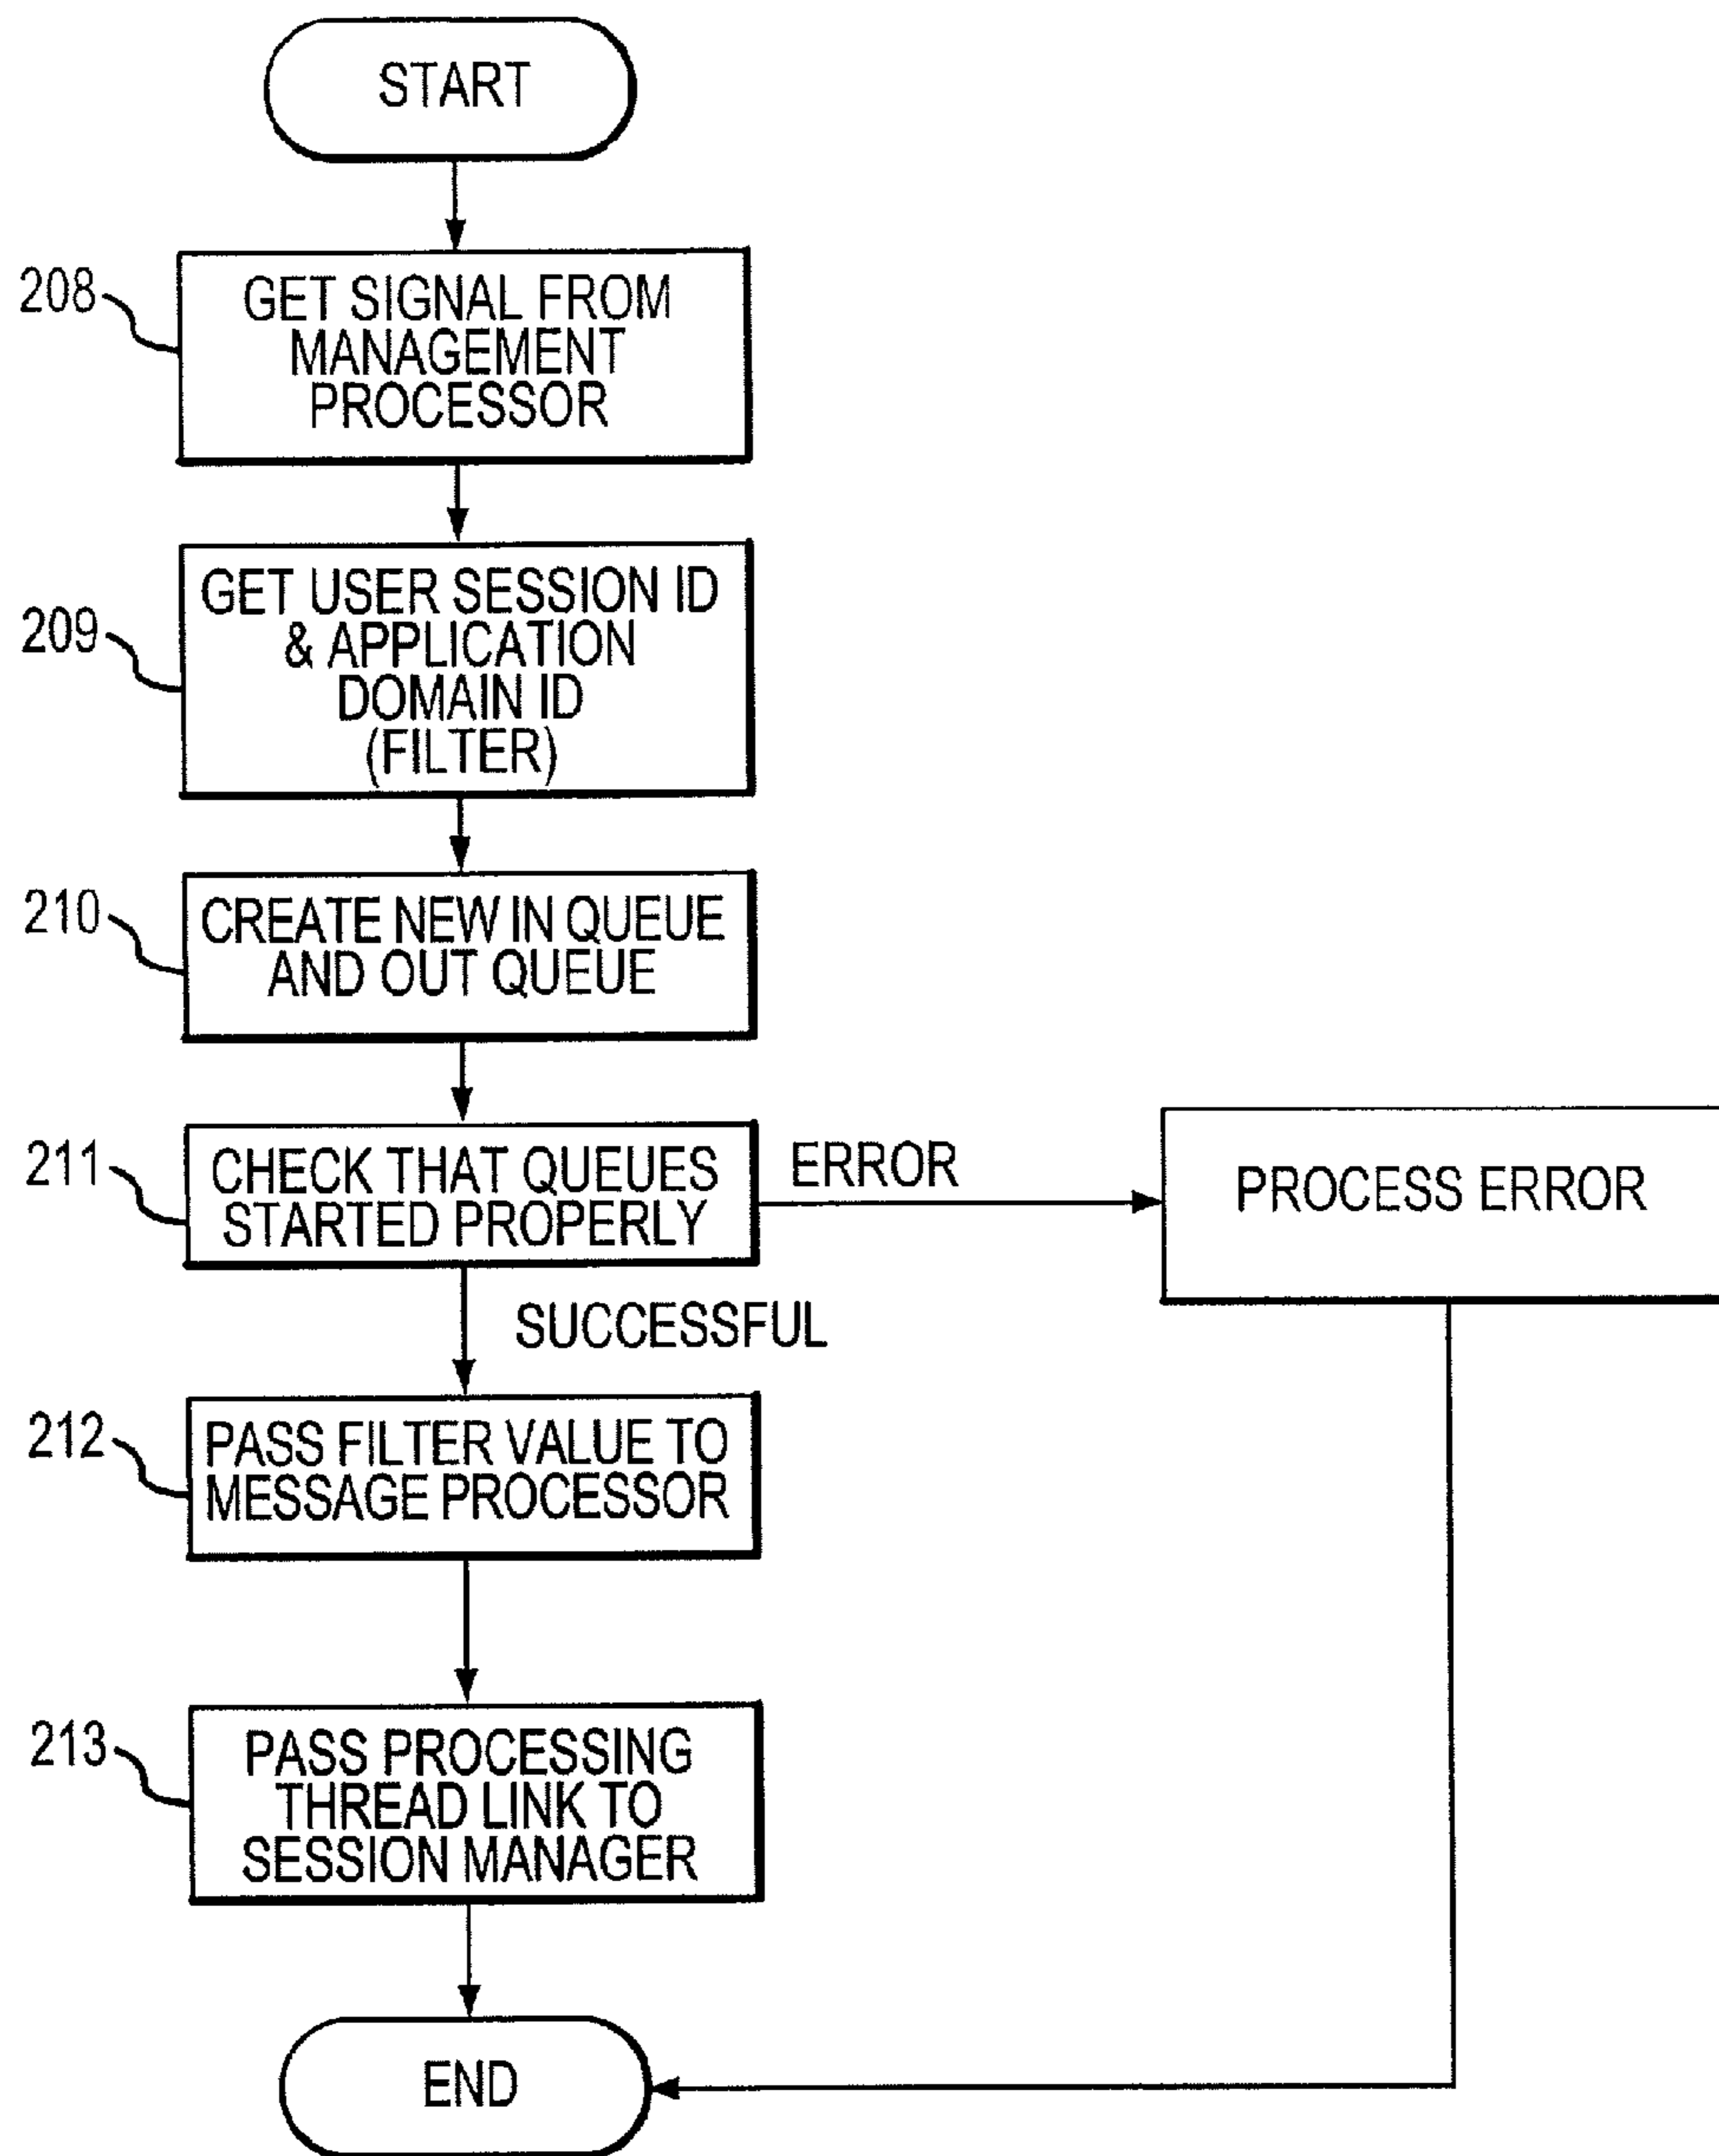 START
208
GET SIGNAL FROM
MANAGEMENT
PROCESSOR
209
GET USER SESSION ID
& APPLICATION
DOMAIN ID
(FILTER)
210
CREATE NEW IN QUEUE
AND OUT QUEUE
211
CHECK THAT QUEUES
STARTED PROPERLY
ERROR
PROCESS ERROR
SUCCESSFUL
212
PASS FILTER VALUE TO
MESSAGE PROCESSOR
213
PASS PROCESSING
THREAD LINK TO
SESSION MANAGER
END